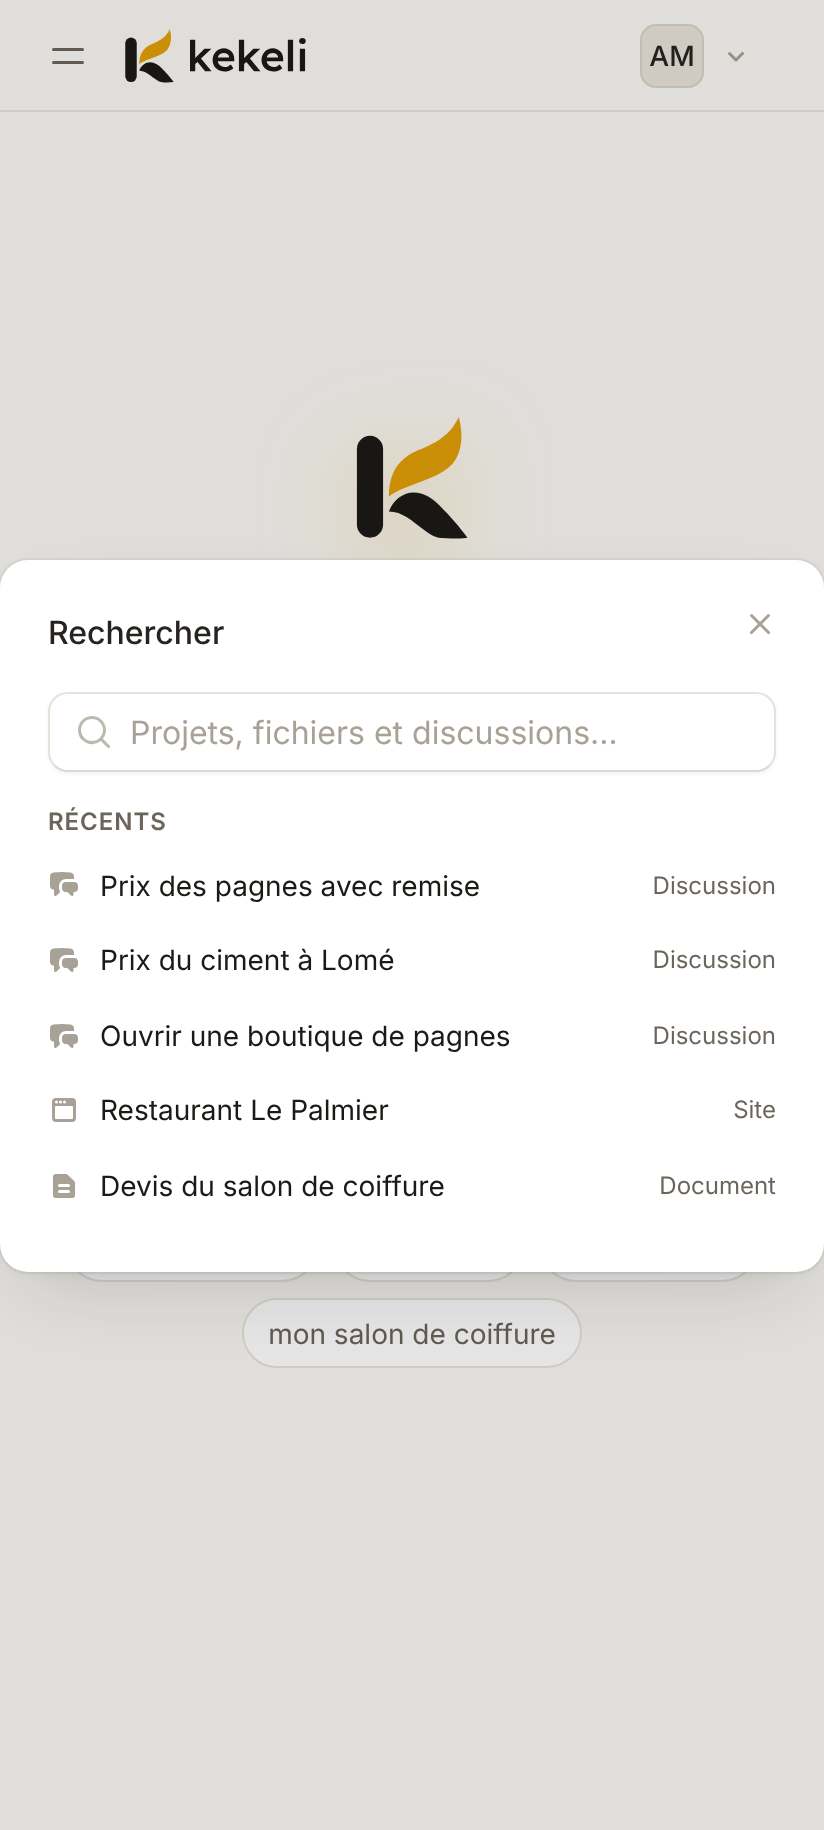 kekeli
AM
Rechercher
Projets, fichiers et discussions...
RÉCENTS
Prix des pagnes avec remise
Discussion
Prix du ciment à Lomé
Discussion
Ouvrir une boutique de pagnes
Discussion
Restaurant Le Palmier
Site
Devis du salon de coiffure
Document
mon salon de coiffure